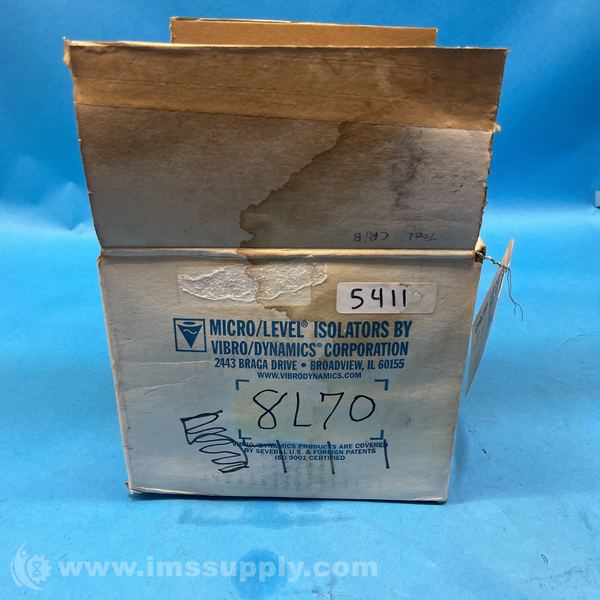 TOOL CRIB
5411
MICRO/LEVEL® ISOLATORS BY
VIBRO/DYNAMICS® CORPORATION
2443 BRAGA DRIVE • BROADVIEW, IL 60155
WWW.VIBRODYNAMICS.COM
8L70
VIBRO/DYNAMICS PRODUCTS ARE COVERED
BY SEVERAL U.S. & FOREIGN PATENTS
ISO 9001 CERTIFIED
www.imssupply.com